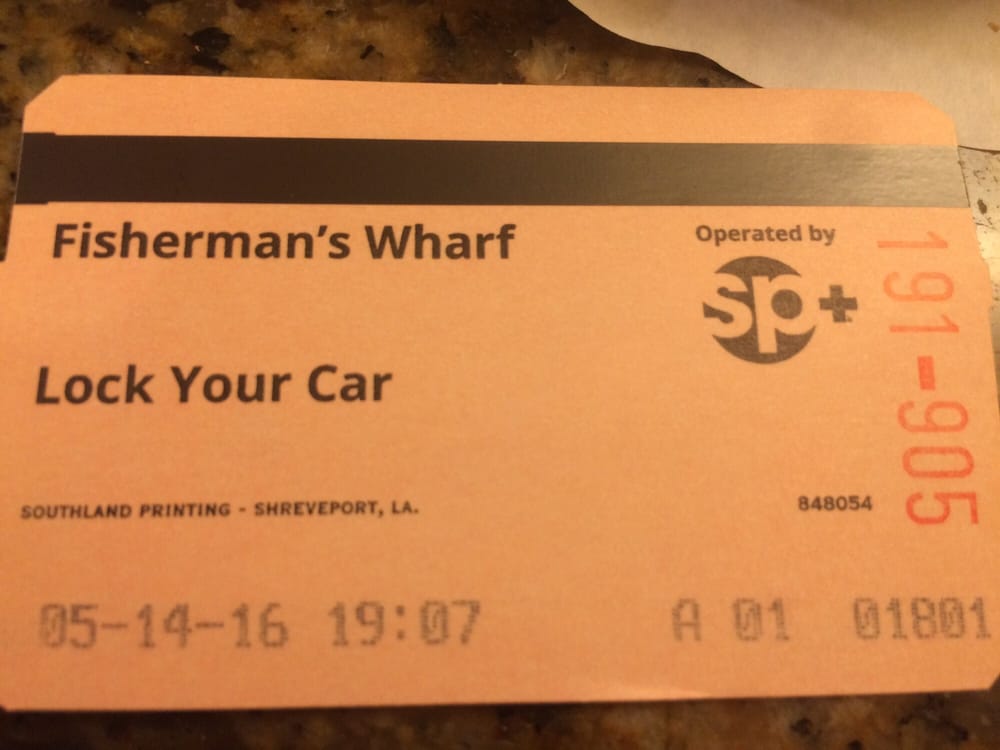 Fisherman's Wharf
Operated by
sp+
Lock Your Car
SOUTHLAND PRINTING - SHREVEPORT, LA.
848054
191-905
05-14-16 19:07 A 01 01801